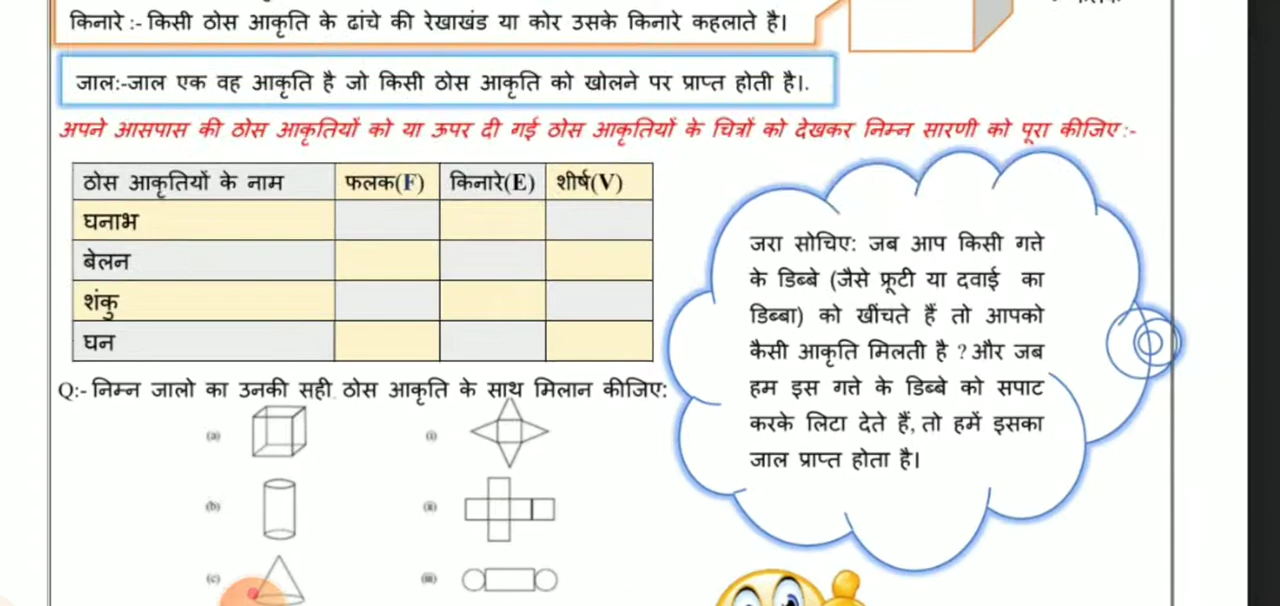 किनारे :- किसी ठोस आकृति के ढांचे की रेखाखंड या कोर उसके किनारे कहलाते है।
जाल:-जाल एक वह आकृति है जो किसी ठोस आकृति को खोलने पर प्राप्त होती है।.
अपने आसपास की ठोस आकृतियों को या ऊपर दी गई ठोस आकृतियों के चित्रों को देखकर निम्न सारणी को पूरा कीजिए :-
ठोस आकृतियों के नाम फलक(F) किनारे(E) शीर्ष(V)
घनाभ
बेलन
शंकु
घन
जरा सोचिए: जब आप किसी गत्ते
के डिब्बे (जैसे फ्रूटी या दवाई का
डिब्बा) को खींचते हैं तो आपको
कैसी आकृति मिलती है ? और जब
हम इस गत्ते के डिब्बे को सपाट
करके लिटा देते हैं, तो हमें इसका
जाल प्राप्त होता है।
Q:- निम्न जालो का उनकी सही ठोस आकृति के साथ मिलान कीजिए:
(a) (i)
(b) (ii)
(c) (iii)